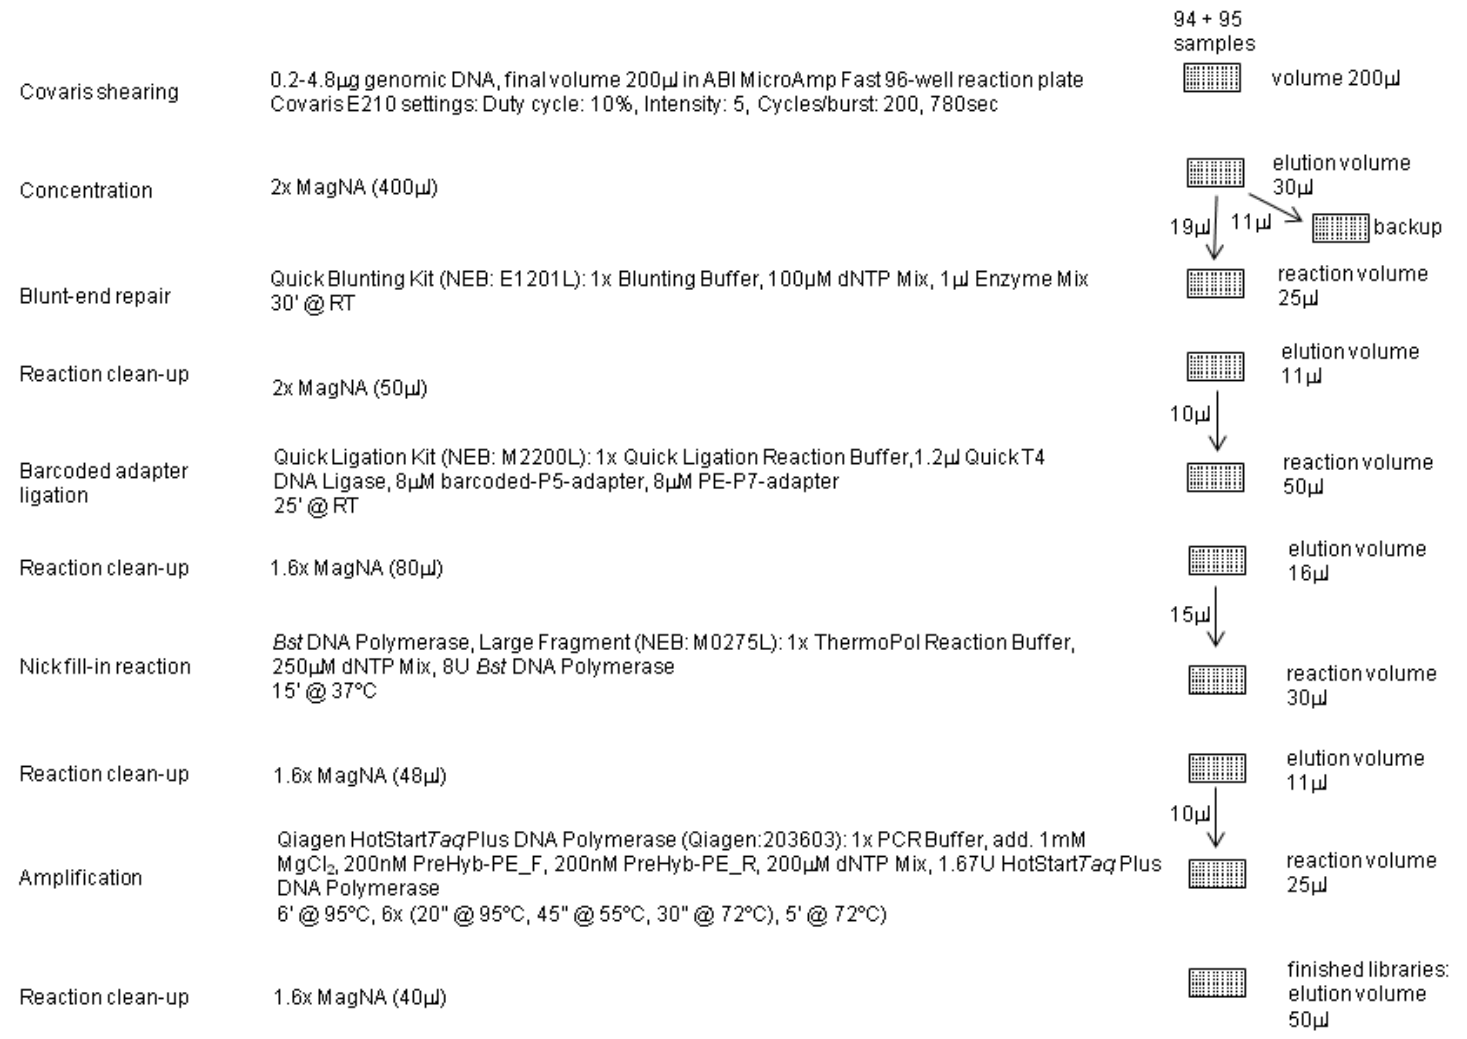 94 + 95
samples
Covaris shearing
0.2-4.8µg genomic DNA, final volume 200µl in ABI MicroAmp Fast 96-well reaction plate
Covaris E210 settings: Duty cycle: 10%, Intensity: 5, Cycles/burst: 200, 780sec
volume 200µl
Concentration
2x MagNA (400µl)
elution volume
30µl
19µl
11µl
backup
Blunt-end repair
Quick Blunting Kit (NEB: E1201L): 1x Blunting Buffer, 100µM dNTP Mix, 1µl Enzyme Mix
30' @ RT
reaction volume
25µl
Reaction clean-up
2x MagNA (50µl)
elution volume
11µl
10µl
Barcoded adapter
ligation
Quick Ligation Kit (NEB: M2200L): 1x Quick Ligation Reaction Buffer,1.2µl Quick T4
DNA Ligase, 8µM barcoded-P5-adapter, 8µM PE-P7-adapter
25' @ RT
reaction volume
50µl
Reaction clean-up
1.6x MagNA (80µl)
elution volume
16µl
15µl
Nick fill-in reaction
Bst DNA Polymerase, Large Fragment (NEB: M0275L): 1x ThermoPol Reaction Buffer,
250µM dNTP Mix, 8U Bst DNA Polymerase
15' @ 37°C
reaction volume
30µl
Reaction clean-up
1.6x MagNA (48µl)
elution volume
11µl
10µl
Amplification
Qiagen HotStartTaq Plus DNA Polymerase (Qiagen:203603): 1x PCR Buffer, add. 1mM
MgCl₂, 200nM PreHyb-PE_F, 200nM PreHyb-PE_R, 200µM dNTP Mix, 1.67U HotStartTaq Plus
DNA Polymerase
6' @ 95°C, 6x (20" @ 95°C, 45" @ 55°C, 30" @ 72°C), 5' @ 72°C)
reaction volume
25µl
Reaction clean-up
1.6x MagNA (40µl)
finished libraries:
elution volume
50µl